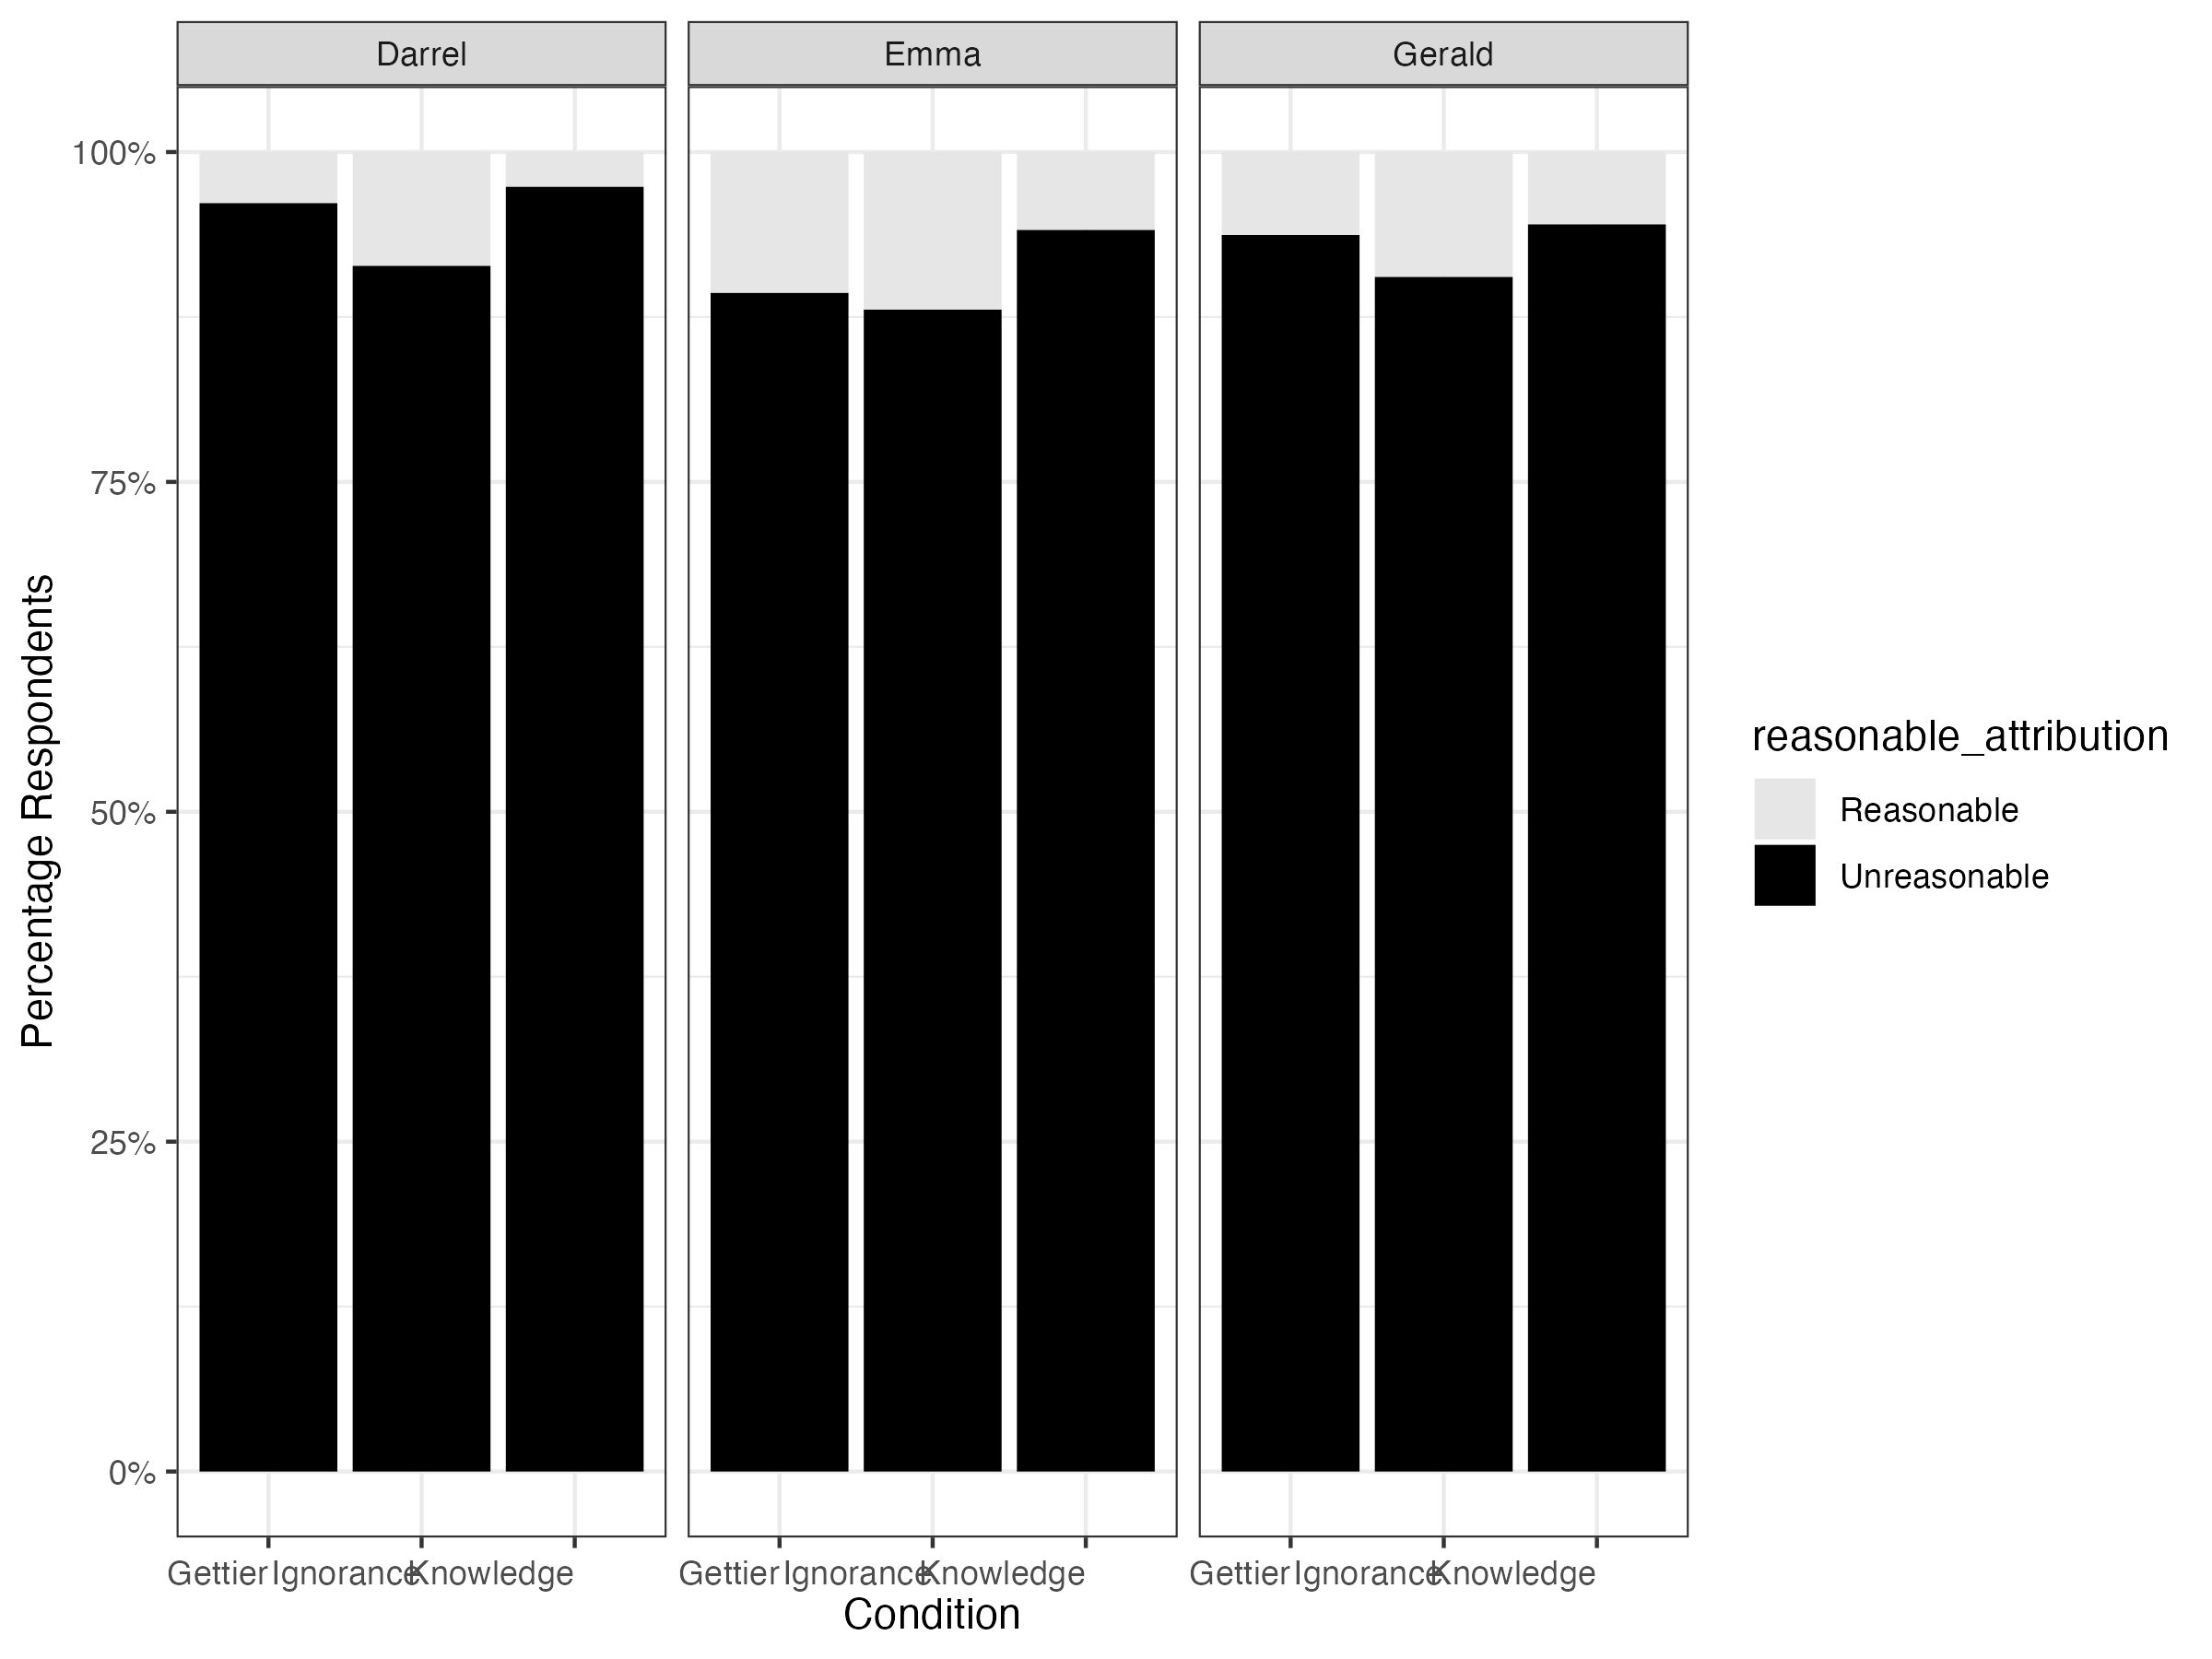 Darrel
Emma
Gerald
100%
75%
50%
25%
0%
Percentage Respondents
Gettier Ignorance Knowledge
Gettier Ignorance Knowledge
Gettier Ignorance Knowledge
Condition
reasonable_attribution
Reasonable
Unreasonable